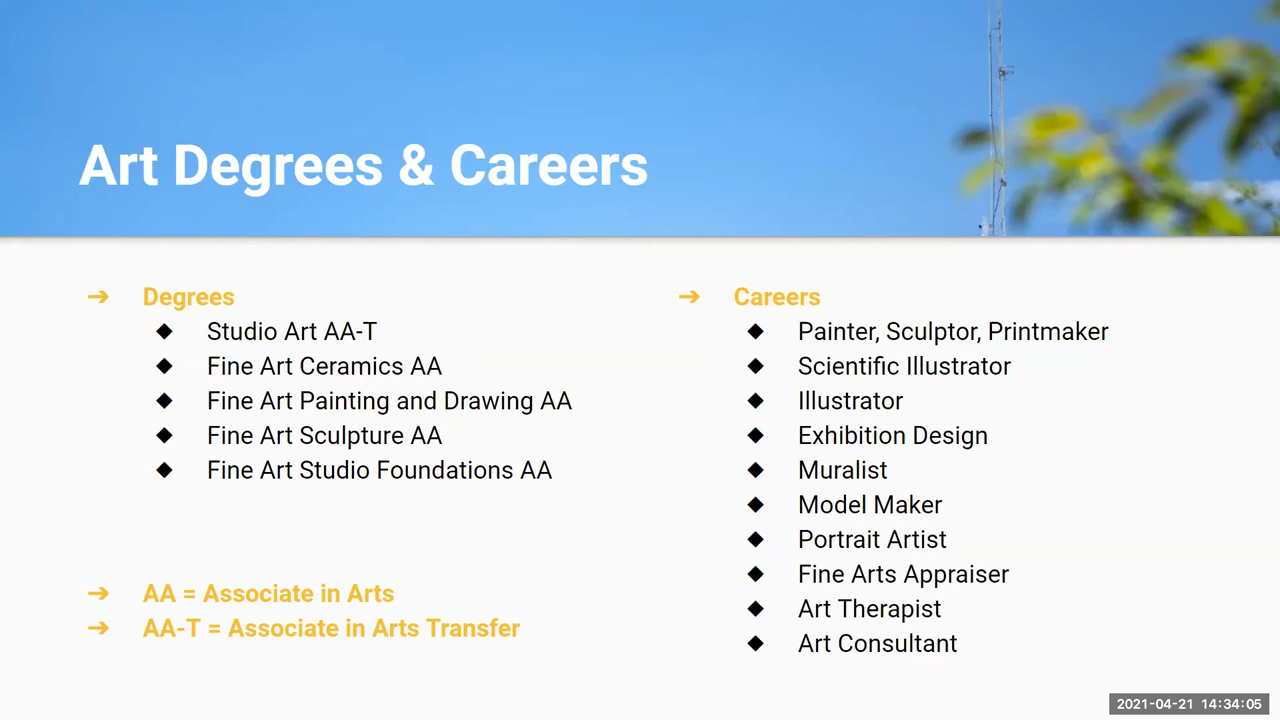 Art Degrees & Careers
➔ Degrees
◆ Studio Art AA-T
◆ Fine Art Ceramics AA
◆ Fine Art Painting and Drawing AA
◆ Fine Art Sculpture AA
◆ Fine Art Studio Foundations AA
➔ AA = Associate in Arts
➔ AA-T = Associate in Arts Transfer
➔ Careers
◆ Painter, Sculptor, Printmaker
◆ Scientific Illustrator
◆ Illustrator
◆ Exhibition Design
◆ Muralist
◆ Model Maker
◆ Portrait Artist
◆ Fine Arts Appraiser
◆ Art Therapist
◆ Art Consultant
2021-04-21 14:34:05